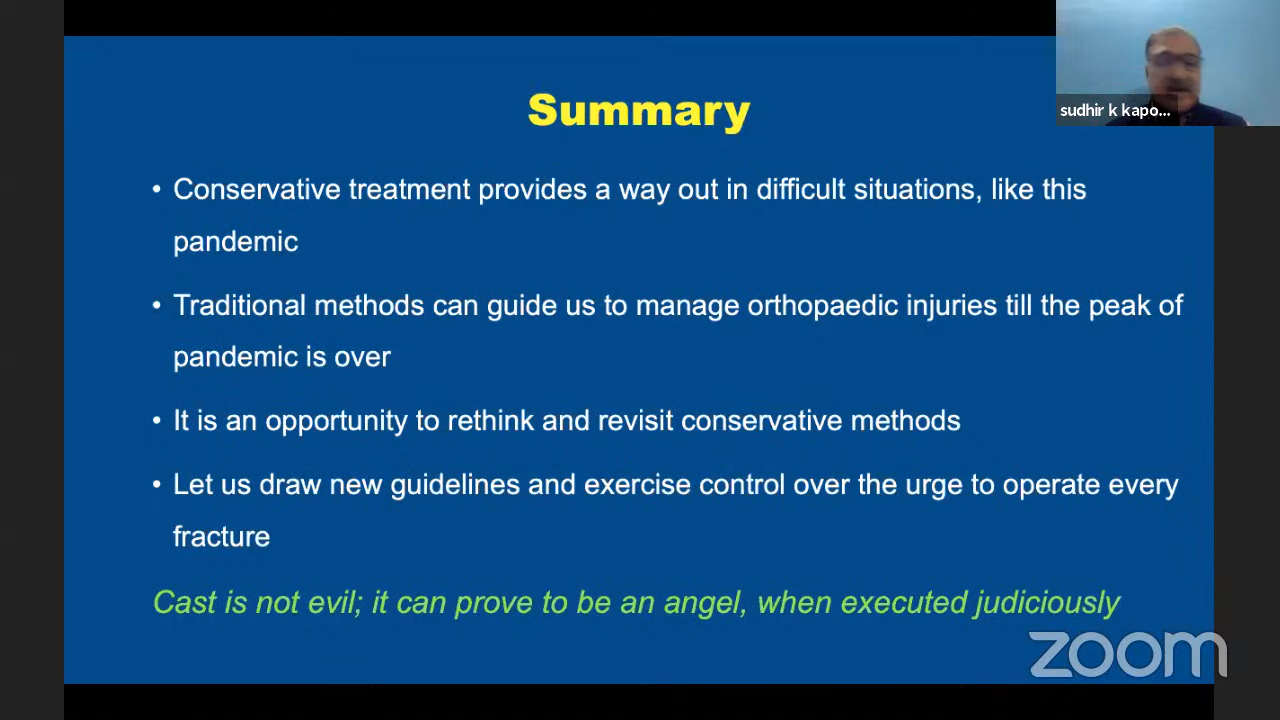 Summary
sudhir k kapo...
• Conservative treatment provides a way out in difficult situations, like this
pandemic
• Traditional methods can guide us to manage orthopaedic injuries till the peak of
pandemic is over
• It is an opportunity to rethink and revisit conservative methods
• Let us draw new guidelines and exercise control over the urge to operate every
fracture
Cast is not evil; it can prove to be an angel, when executed judiciously
zoom